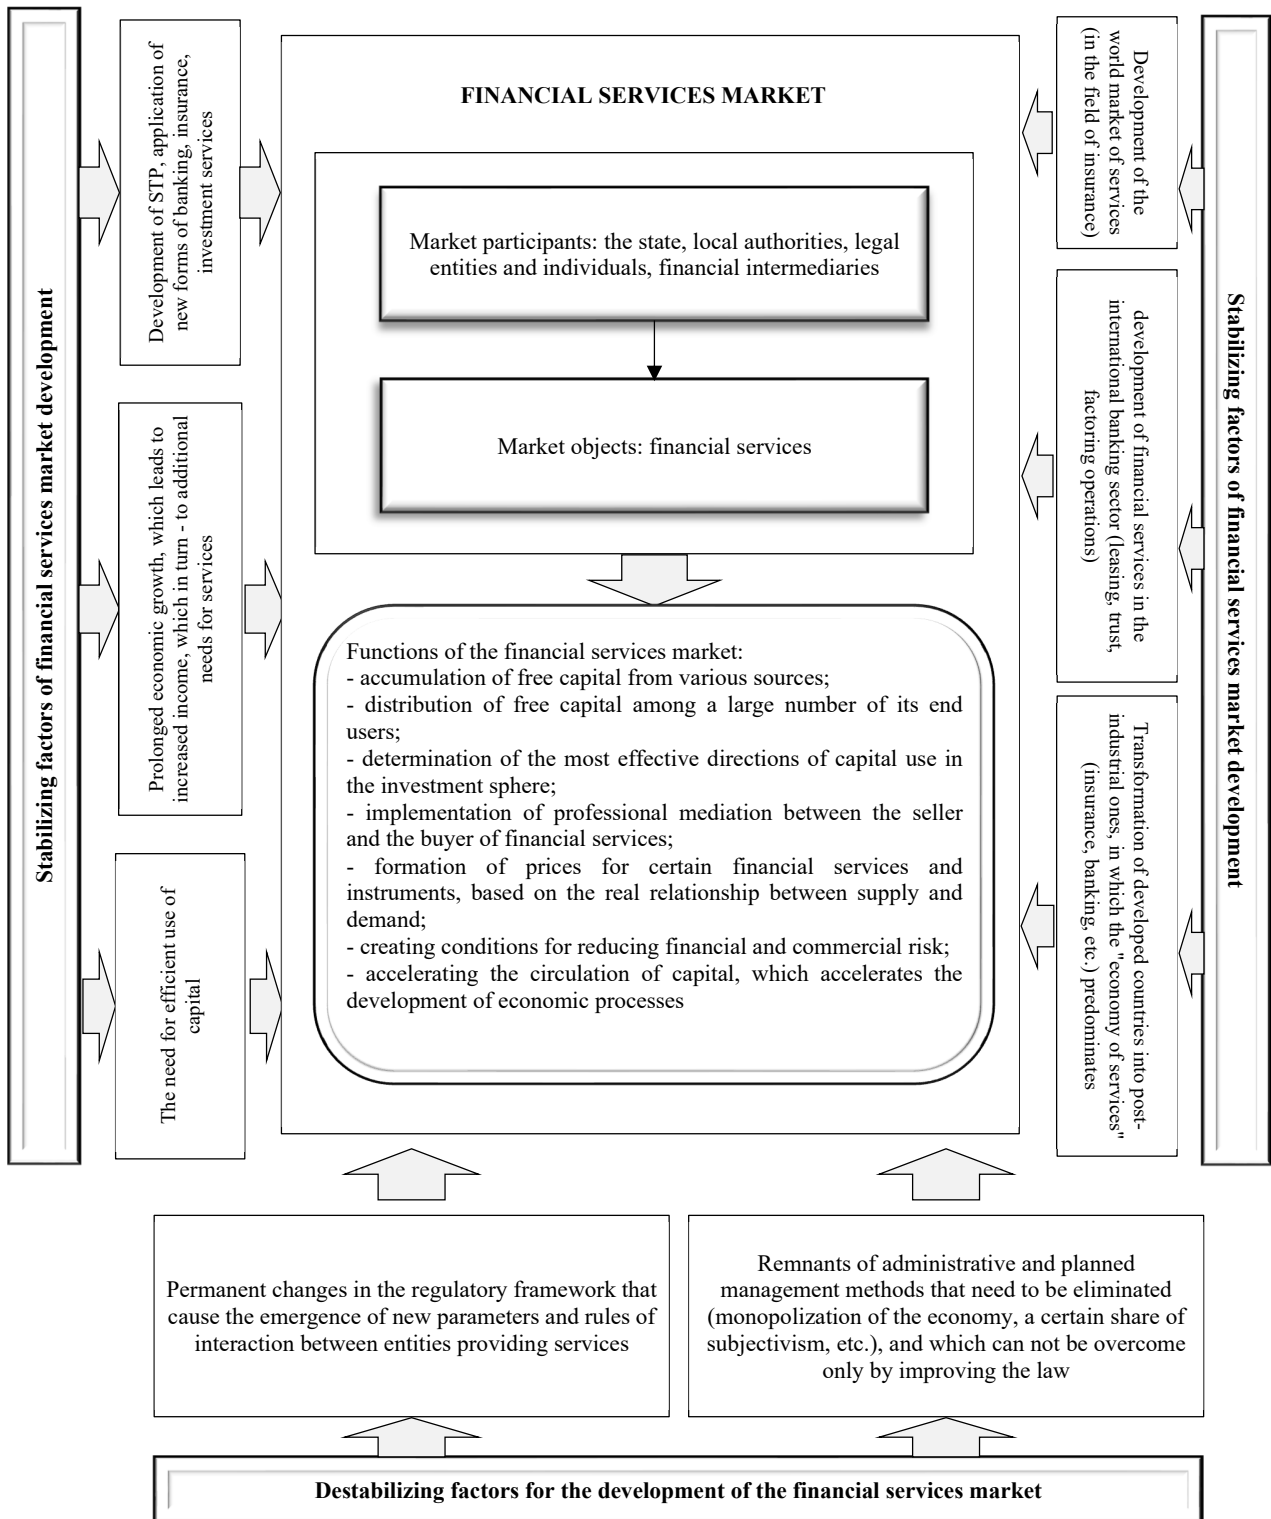 Stabilizing factors of financial services market development
Development of STP, application of
new forms of banking, insurance,
investment services
Prolonged economic growth, which leads to
increased income, which in turn - to additional
needs for services
The need for efficient use of
capital
FINANCIAL SERVICES MARKET
Market participants: the state, local authorities, legal
entities and individuals, financial intermediaries
Market objects: financial services
Functions of the financial services market:
- accumulation of free capital from various sources;
- distribution of free capital among a large number of its end
users;
- determination of the most effective directions of capital use in
the investment sphere;
- implementation of professional mediation between the seller
and the buyer of financial services;
- formation of prices for certain financial services and
instruments, based on the real relationship between supply and
demand;
- creating conditions for reducing financial and commercial risk;
- accelerating the circulation of capital, which accelerates the
development of economic processes
Development of the
world market of services
(in the field of insurance)
development of financial services in the
international banking sector (leasing, trust,
factoring operations)
Transformation of developed countries into post-
industrial ones, in which the "economy of services"
(insurance, banking, etc.) predominates
Stabilizing factors of financial services market development
Permanent changes in the regulatory framework that
cause the emergence of new parameters and rules of
interaction between entities providing services
Remnants of administrative and planned
management methods that need to be eliminated
(monopolization of the economy, a certain share of
subjectivism, etc.), and which can not be overcome
only by improving the law
Destabilizing factors for the development of the financial services market